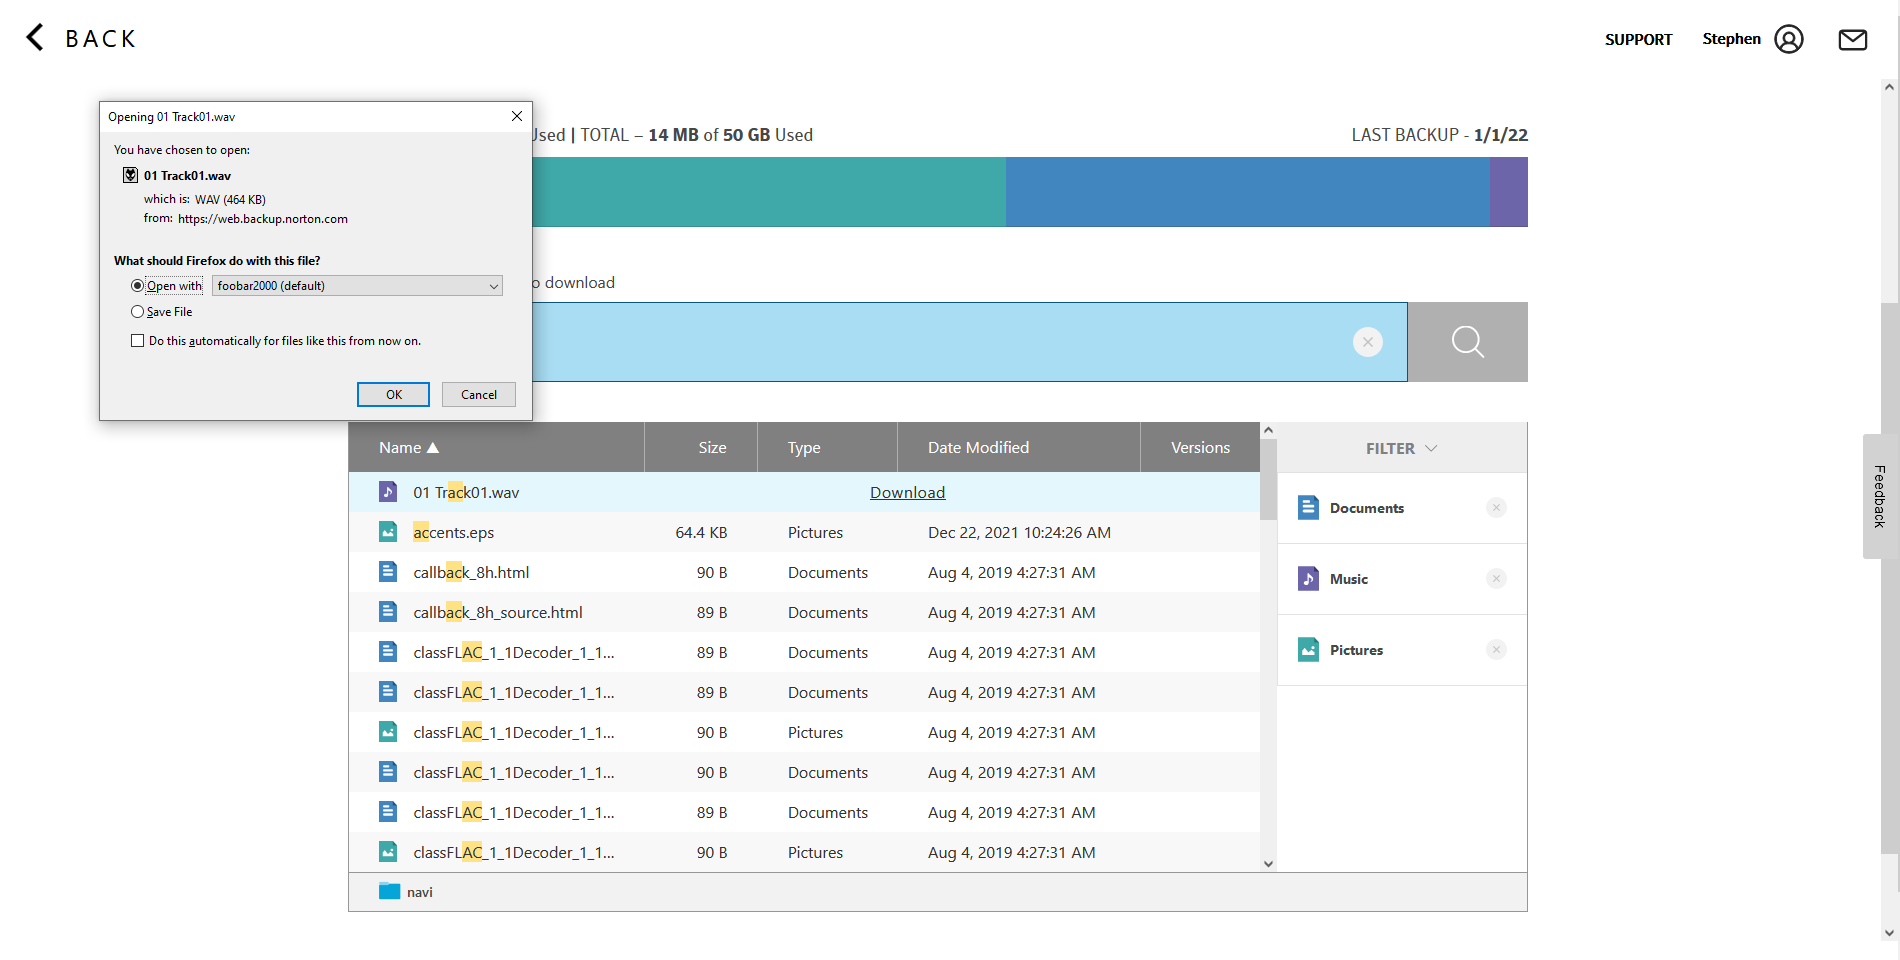 BACK
SUPPORT
Stephen
Opening 01 Track01.wav
You have chosen to open:
01 Track01.wav
which is: WAV (464 KB)
from: https://web.backup.norton.com
What should Firefox do with this file?
Open with
foobar2000 (default)
Save File
Do this automatically for files like this from now on.
OK
Cancel
Used | TOTAL – 14 MB of 50 GB Used
LAST BACKUP - 1/1/22
o download
Name Size Type Date Modified Versions
01 Track01.wav Download
accents.eps 64.4 KB Pictures Dec 22, 2021 10:24:26 AM
callback_8h.html 90 B Documents Aug 4, 2019 4:27:31 AM
callback_8h_source.html 89 B Documents Aug 4, 2019 4:27:31 AM
classFLAC_1_1Decoder_1_1... 89 B Documents Aug 4, 2019 4:27:31 AM
classFLAC_1_1Decoder_1_1... 89 B Documents Aug 4, 2019 4:27:31 AM
classFLAC_1_1Decoder_1_1... 90 B Pictures Aug 4, 2019 4:27:31 AM
classFLAC_1_1Decoder_1_1... 90 B Documents Aug 4, 2019 4:27:31 AM
classFLAC_1_1Decoder_1_1... 89 B Documents Aug 4, 2019 4:27:31 AM
classFLAC_1_1Decoder_1_1... 90 B Pictures Aug 4, 2019 4:27:31 AM
navi
FILTER
Documents
Music
Pictures
Feedback